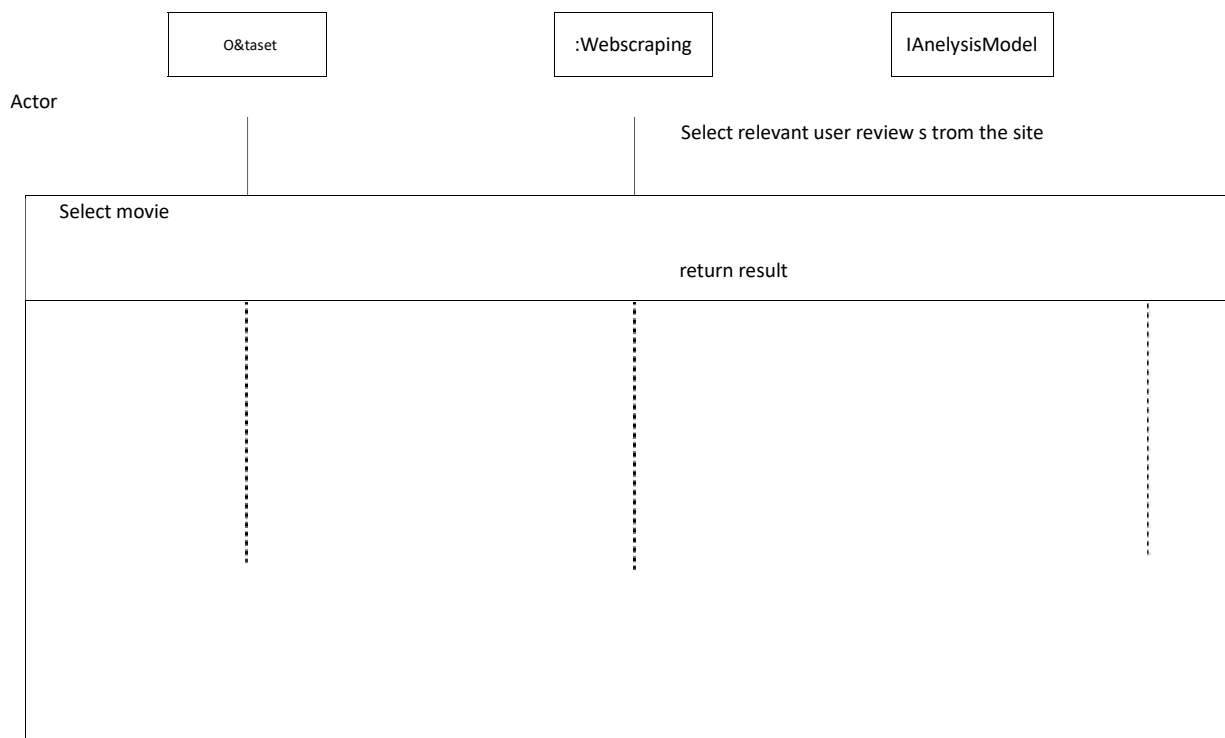 O&taset
:Webscraping
IAnelysisModel
Actor
Select relevant user review s trom the site
Select movie
return result